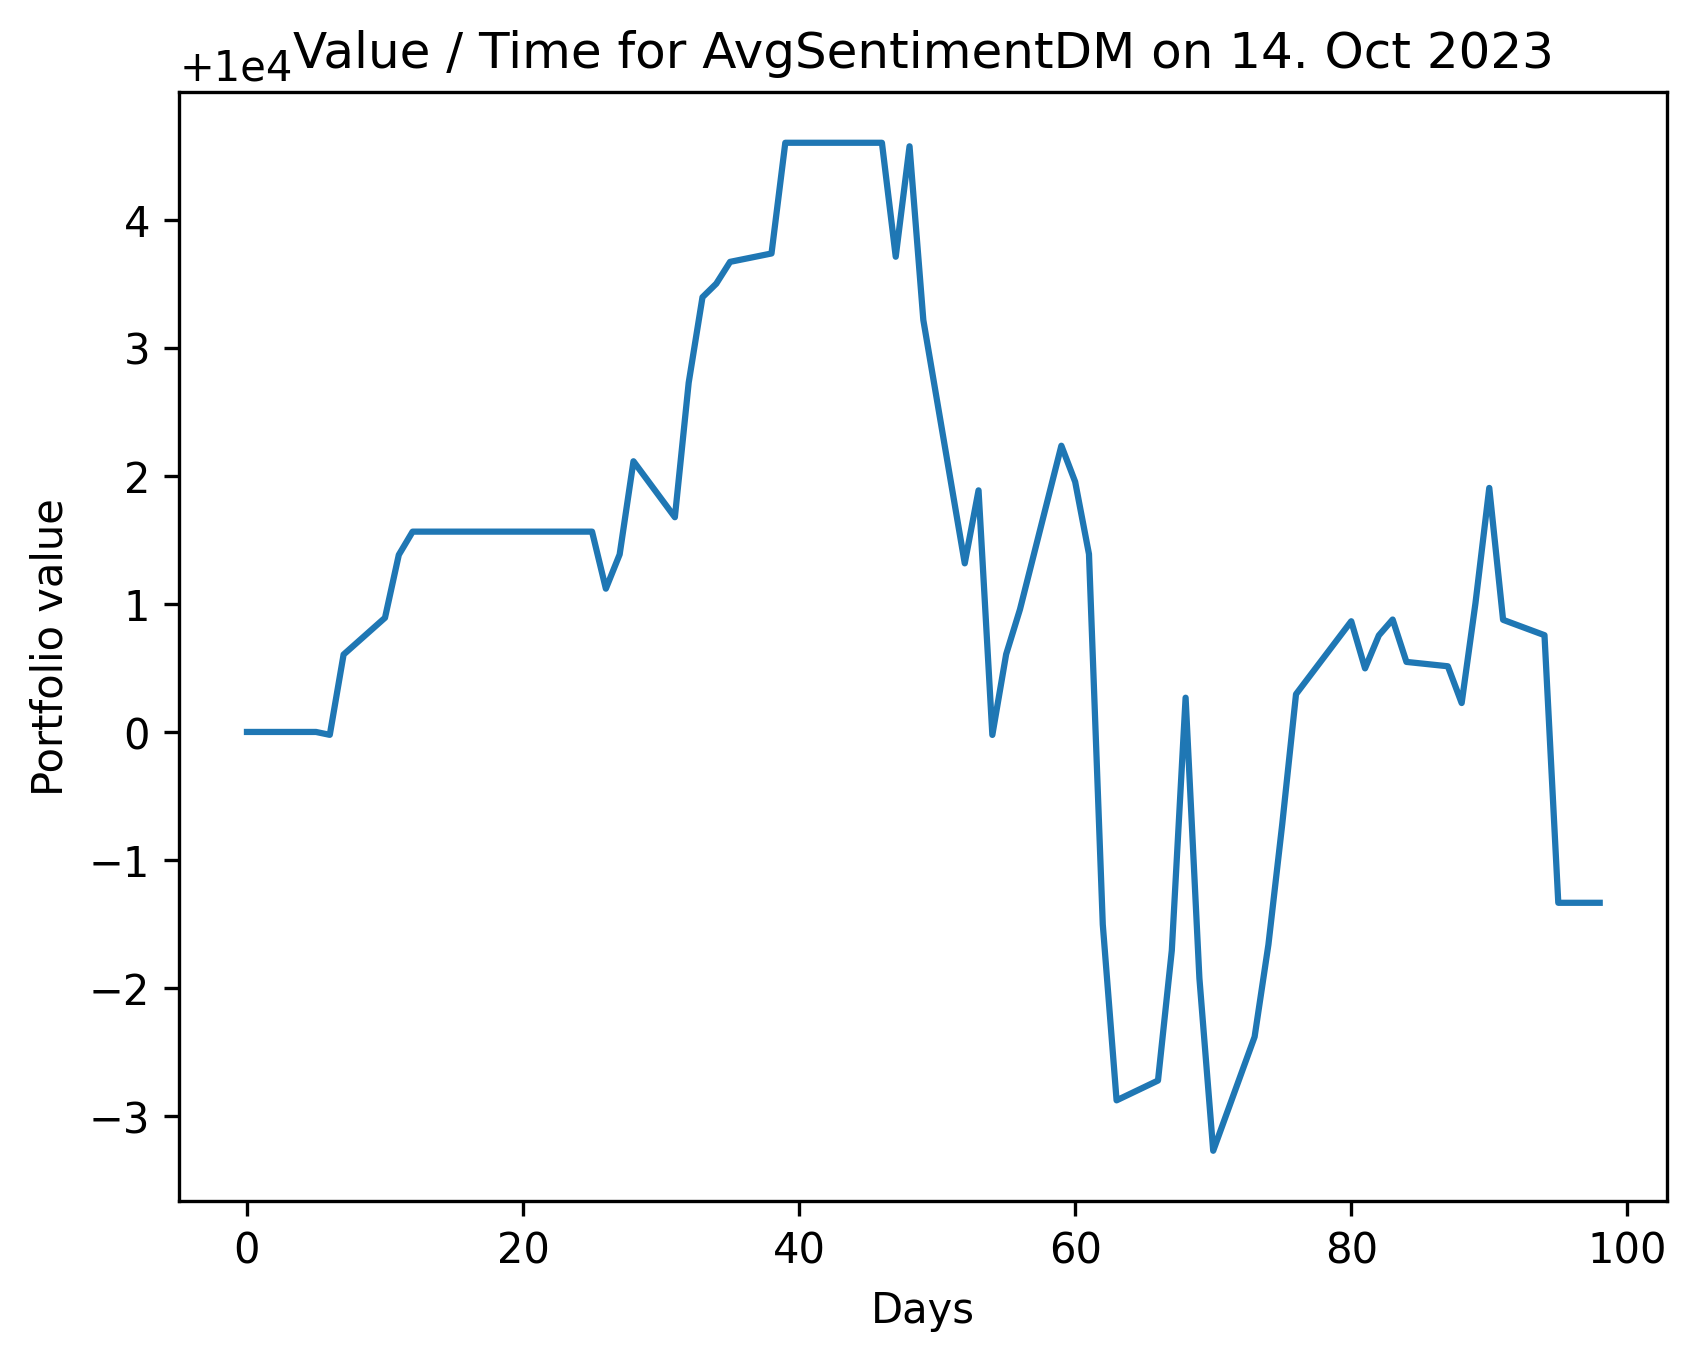 Value / Time for AvgSentimentDM on 14. Oct 2023
+1e4
4
3
2
1
0
−1
−2
−3
Portfolio value
0 20 40 60 80 100
Days